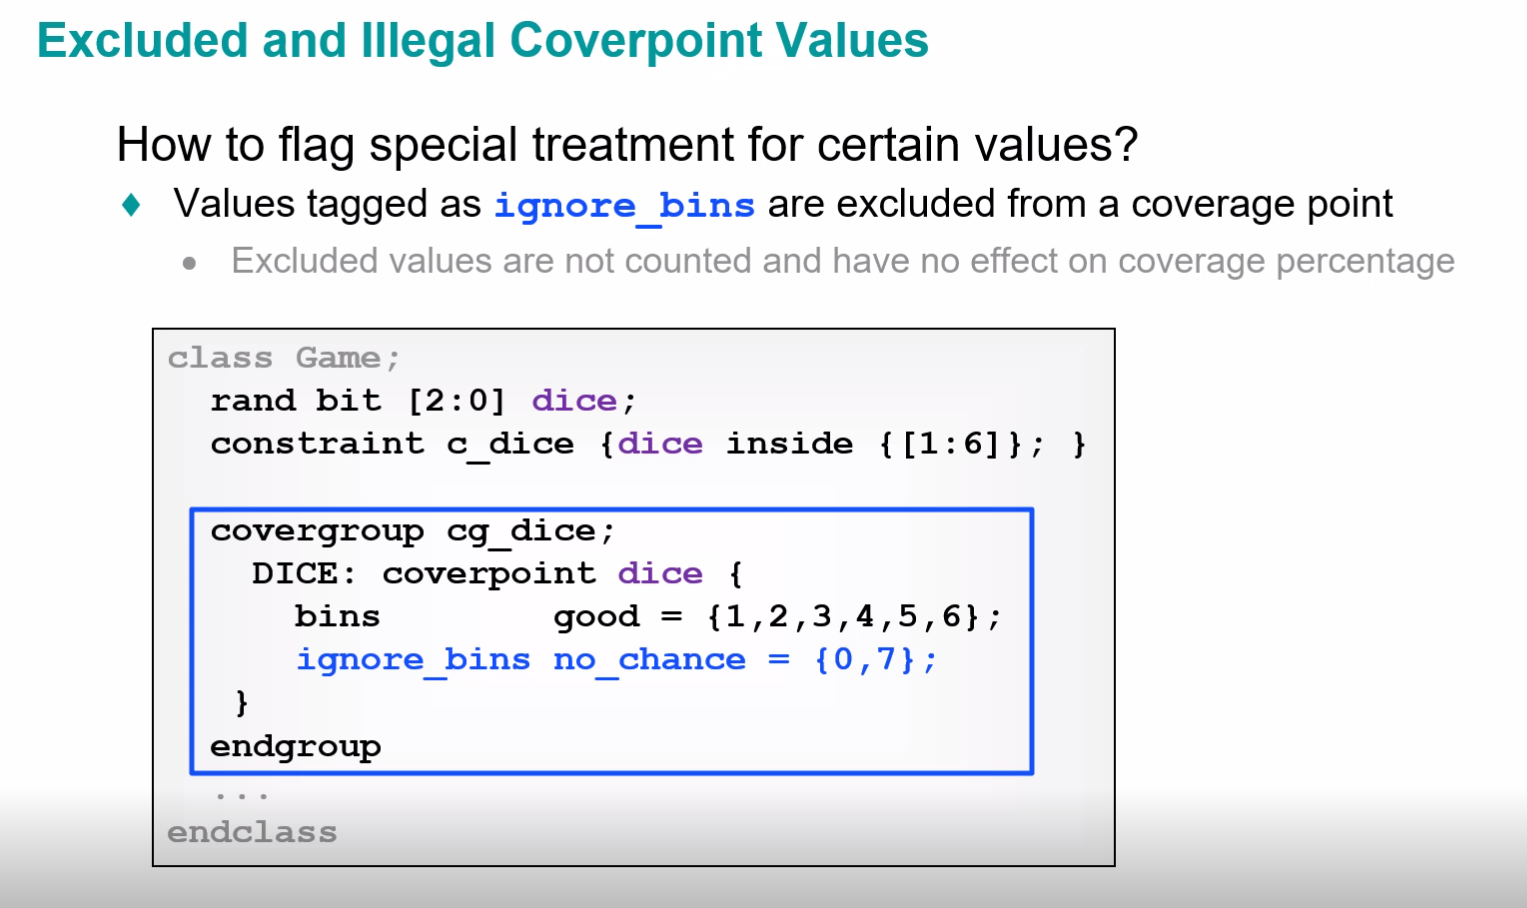 Excluded and Illegal Coverpoint Values
How to flag special treatment for certain values?
♦ Values tagged as ignore_bins are excluded from a coverage point
● Excluded values are not counted and have no effect on coverage percentage
class Game;
rand bit [2:0] dice;
constraint c_dice {dice inside {[1:6]}; }
covergroup cg_dice;
DICE: coverpoint dice {
bins good = {1,2,3,4,5,6};
ignore_bins no_chance = {0,7};
}
endgroup
...
endclass